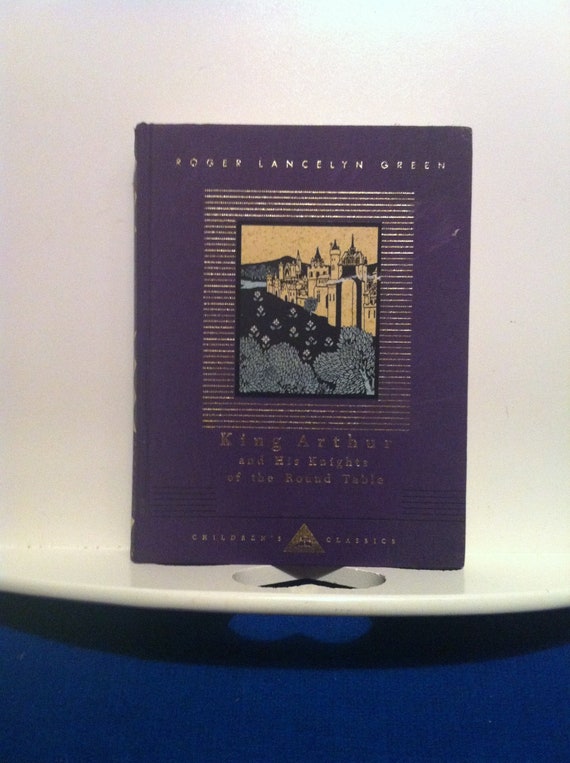 ROGER LANCELYN GREEN
King Arthur
and His Knights
of the Round Table
CHILDREN'S CLASSICS